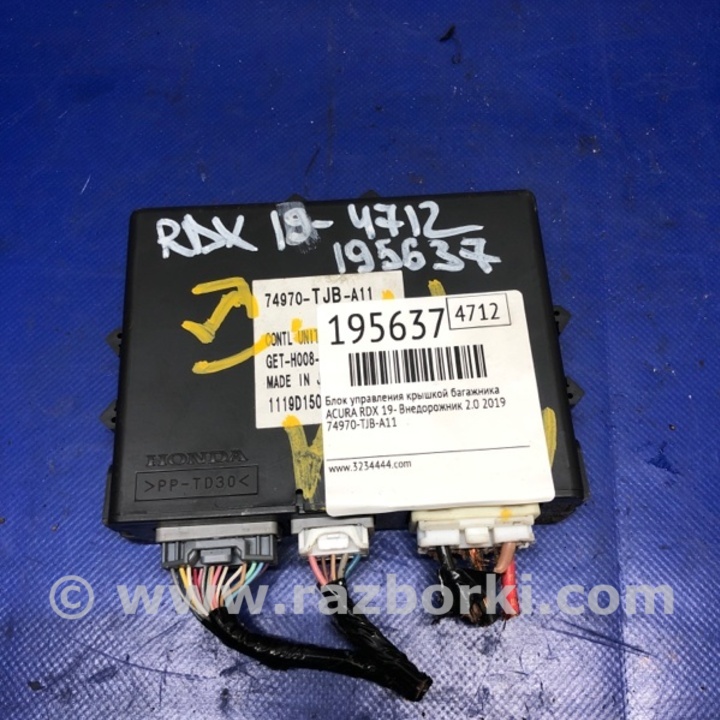 RDX 19- 4712
195637
74970-TJB-A11
CONTL UNIT
GET-H008-
MADE IN J
1119D150
195637 4712
Блок управления крышкой багажника
ACURA RDX 19- Внедорожник 2.0 2019
74970-TJB-A11
www.3234444.com
HONDA
>PP-TD30<
© www.razborki.com